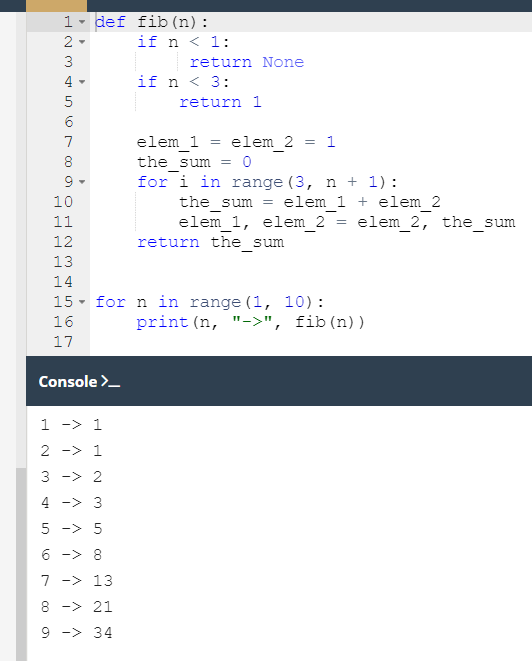 1 def fib(n):
2     if n < 1:
3          return None
4     if n < 3:
5         return 1
6
7     elem_1 = elem_2 = 1
8     the_sum = 0
9     for i in range(3, n + 1):
10         the_sum = elem_1 + elem_2
11         elem_1, elem_2 = elem_2, the_sum
12     return the_sum
13
14
15 for n in range(1, 10):
16     print(n, "->", fib(n))
17
Console >_
1 -> 1
2 -> 1
3 -> 2
4 -> 3
5 -> 5
6 -> 8
7 -> 13
8 -> 21
9 -> 34